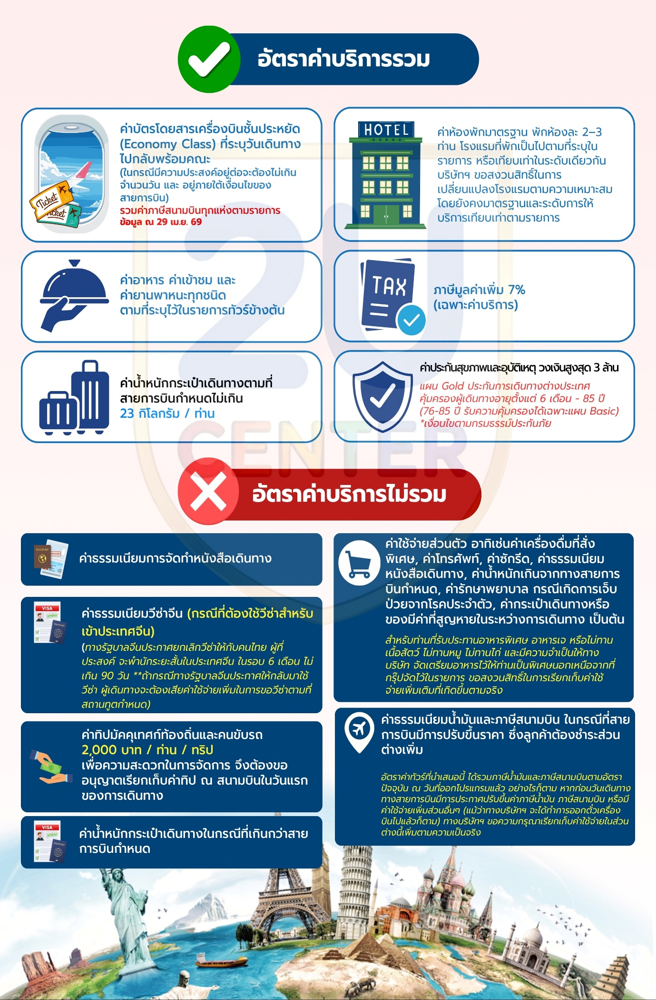 อัตราค่าบริการรวม
ค่าบัตรโดยสารเครื่องบินชั้นประหยัด
(Economy Class) ที่ระบุวันเดินทาง
ไปกลับพร้อมคณะ
(ในกรณีมีความประสงค์อยู่ต่อจะต้องไม่เกิน
จำนวนวัน และ อยู่ภายใต้เงื่อนไขของ
สายการบิน)
รวมค่าภาษีสนามบินทุกแห่งตามรายการ
ข้อมูล ณ 29 เม.ย. 69
Ticket
Ticket
HOTEL
ค่าห้องพักมาตรฐาน พักห้องละ 2–3
ท่าน โรงแรมที่พักเป็นไปตามที่ระบุใน
รายการ หรือเทียบเท่าในระดับเดียวกัน
บริษัทฯ ขอสงวนสิทธิ์ในการ
เปลี่ยนแปลงโรงแรมตามความเหมาะสม
โดยยังคงมาตรฐานและระดับการให้
บริการเทียบเท่าตามรายการ
ค่าอาหาร ค่าเข้าชม และ
ค่ายานพาหนะทุกชนิด
ตามที่ระบุไว้ในรายการทัวร์ข้างต้น
TAX
ภาษีมูลค่าเพิ่ม 7%
(เฉพาะค่าบริการ)
ค่าน้ำหนักกระเป๋าเดินทางตามที่
สายการบินกำหนดไม่เกิน
23 กิโลกรัม / ท่าน
ค่าประกันสุขภาพและอุบัติเหตุ วงเงินสูงสุด 3 ล้าน
แผน Gold ประกันการเดินทางต่างประเทศ
คุ้มครองผู้เดินทางอายุตั้งแต่ 6 เดือน - 85 ปี
(76-85 ปี รับความคุ้มครองได้เฉพาะแผน Basic)
*เงื่อนไขตามกรมธรรม์ประกันภัย
2U
CENTER
อัตราค่าบริการไม่รวม
PASSPORT
APPROVED
ค่าธรรมเนียมการจัดทำหนังสือเดินทาง
VISA
APPROVED
PASSPORT
ค่าธรรมเนียมวีซ่าจีน (กรณีที่ต้องใช้วีซ่าสำหรับ
เข้าประเทศจีน)
(ทางรัฐบาลจีนประกาศยกเลิกวีซ่าให้กับคนไทย ผู้ที่
ประสงค์ จะพำนักระยะสั้นในประเทศจีน ในรอบ 6 เดือน ไม่
เกิน 90 วัน **ถ้ากรณีทางรัฐบาลจีนประกาศให้กลับมาใช้
วีซ่า ผู้เดินทางจะต้องเสียค่าใช้จ่ายเพิ่มในการขอวีซ่าตามที่
สถานทูตกำหนด)
ค่าทิปมัคคุเทศก์ท้องถิ่นและคนขับรถ
2,000 บาท / ท่าน / ทริป
เพื่อความสะดวกในการจัดการ จึงต้องขอ
อนุญาตเรียกเก็บค่าทิป ณ สนามบินในวันแรก
ของการเดินทาง
VISA
APPROVED
PASSPORT
ค่าน้ำหนักกระเป๋าเดินทางในกรณีที่เกินกว่าสาย
การบินกำหนด
ค่าใช้จ่ายส่วนตัว อาทิเช่นค่าเครื่องดื่มที่สั่ง
พิเศษ, ค่าโทรศัพท์, ค่าซักรีด, ค่าธรรมเนียม
หนังสือเดินทาง, ค่าน้ำหนักเกินจากทางสายการ
บินกำหนด, ค่ารักษาพยาบาล กรณีเกิดการเจ็บ
ป่วยจากโรคประจำตัว, ค่ากระเป๋าเดินทางหรือ
ของมีค่าที่สูญหายในระหว่างการเดินทาง เป็นต้น
สำหรับท่านที่รับประทานอาหารพิเศษ อาหารเจ หรือไม่ทาน
เนื้อสัตว์ ไม่ทานหมู ไม่ทานไก่ และมีความจำเป็นให้ทาง
บริษัท จัดเตรียมอาหารไว้ให้ท่านเป็นพิเศษนอกเหนือจากที่
กรุ๊ปจัดไว้ในรายการ ขอสงวนสิทธิ์ในการเรียกเก็บค่าใช้
จ่ายเพิ่มเติมที่เกิดขึ้นตามจริง
ค่าธรรมเนียมน้ำมันและภาษีสนามบิน ในกรณีที่สาย
การบินมีการปรับขึ้นราคา ซึ่งลูกค้าต้องชำระส่วน
ต่างเพิ่ม
อัตราค่าทัวร์ที่นำเสนอนี้ ได้รวมภาษีน้ำมันและภาษีสนามบินตามอัตรา
ปัจจุบัน ณ วันที่ออกโปรแกรมแล้ว อย่างไรก็ตาม หากก่อนวันเดินทาง
ทางสายการบินมีการประกาศปรับขึ้นค่าภาษีน้ำมัน ภาษีสนามบิน หรือมี
ค่าใช้จ่ายเพิ่มส่วนอื่นๆ (แม้ว่าทางบริษัทฯ จะได้ทำการออกตั๋วเครื่อง
บินไปแล้วก็ตาม) ทางบริษัทฯ ขอความกรุณาเรียกเก็บค่าใช้จ่ายในส่วน
ต่างนี้เพิ่มตามความเป็นจริง